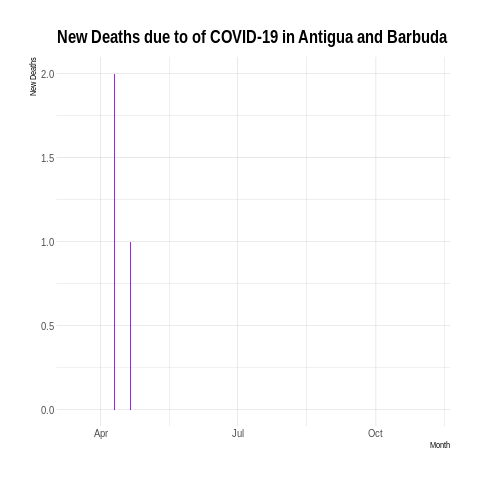 New Deaths due to of COVID-19 in Antigua and Barbuda
New Deaths
2.0
1.5
1.0
0.5
0.0
Apr Jul Oct
Month